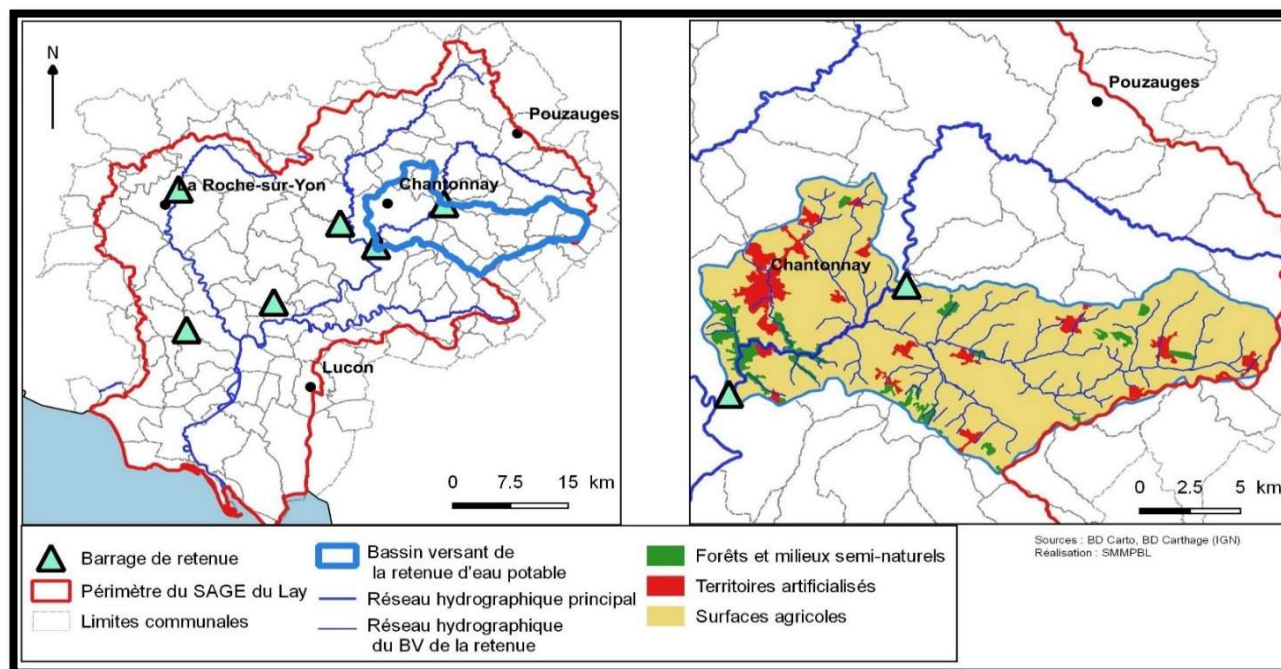 N
Pouzauges
La Roche-sur-Yon
Chantonnay
Lucon
0 7.5 15 km
Pouzauges
Chantonnay
0 2.5 5 km
Sources : BD Carto, BD Carthage (IGN)
Réalisation : SMMPBL
Barrage de retenue
Périmètre du SAGE du Lay
Limites communales
Bassin versant de
la retenue d'eau potable
Réseau hydrographique principal
Réseau hydrographique
du BV de la retenue
Forêts et milieux semi-naturels
Territoires artificialisés
Surfaces agricoles